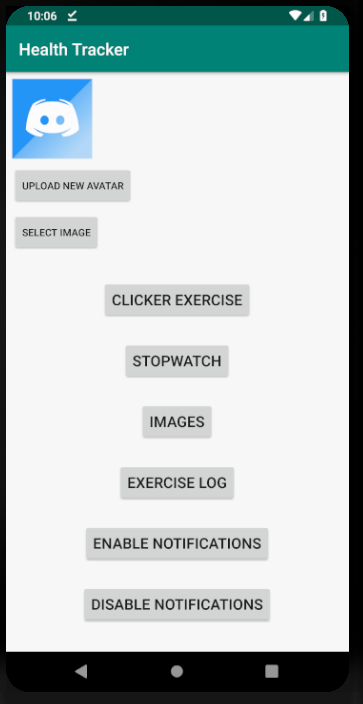 10:06
Health Tracker
UPLOAD NEW AVATAR
SELECT IMAGE
CLICKER EXERCISE
STOPWATCH
IMAGES
EXERCISE LOG
ENABLE NOTIFICATIONS
DISABLE NOTIFICATIONS